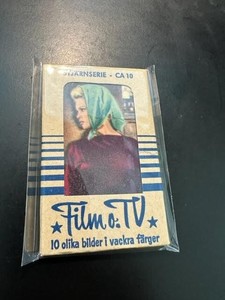 STJÄRNSERIE - CA 10
Film o. TV
10 olika bilder i vackra färger